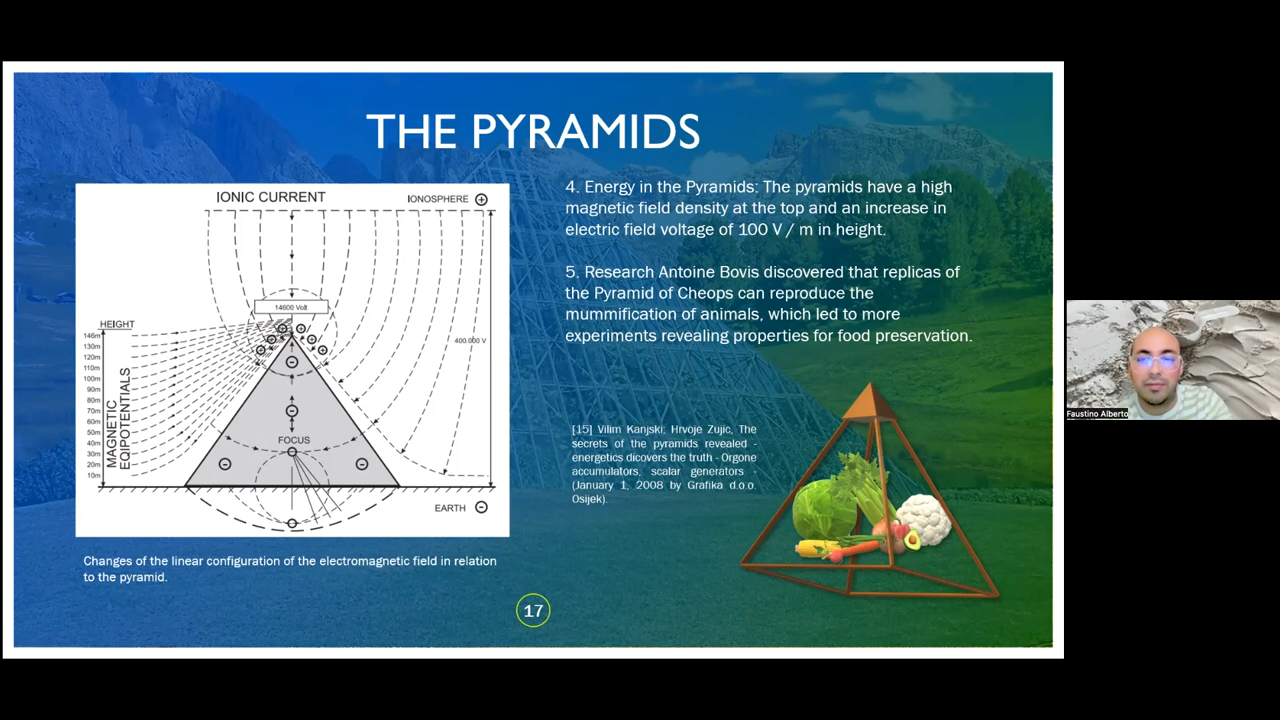 THE PYRAMIDS
IONIC CURRENT
IONOSPHERE
14600 Volt
HEIGHT
400.000 V
146m
130m
120m
110m
100m
90m
80m
70m
60m
50m
40m
30m
20m
10m
MAGNETIC
EQIPOTENTIALS
FOCUS
EARTH
Changes of the linear configuration of the electromagnetic field in relation
to the pyramid.
4. Energy in the Pyramids: The pyramids have a high
magnetic field density at the top and an increase in
electric field voltage of 100 V / m in height.
5. Research Antoine Bovis discovered that replicas of
the Pyramid of Cheops can reproduce the
mummification of animals, which led to more
experiments revealing properties for food preservation.
[15] Vilim Kanjski; Hrvoje Zujic, The
secrets of the pyramids revealed -
energetics dicovers the truth - Orgone
accumulators, scalar generators -
(January 1, 2008 by Grafika d.o.o.
Osijek).
17
Faustino Alberto